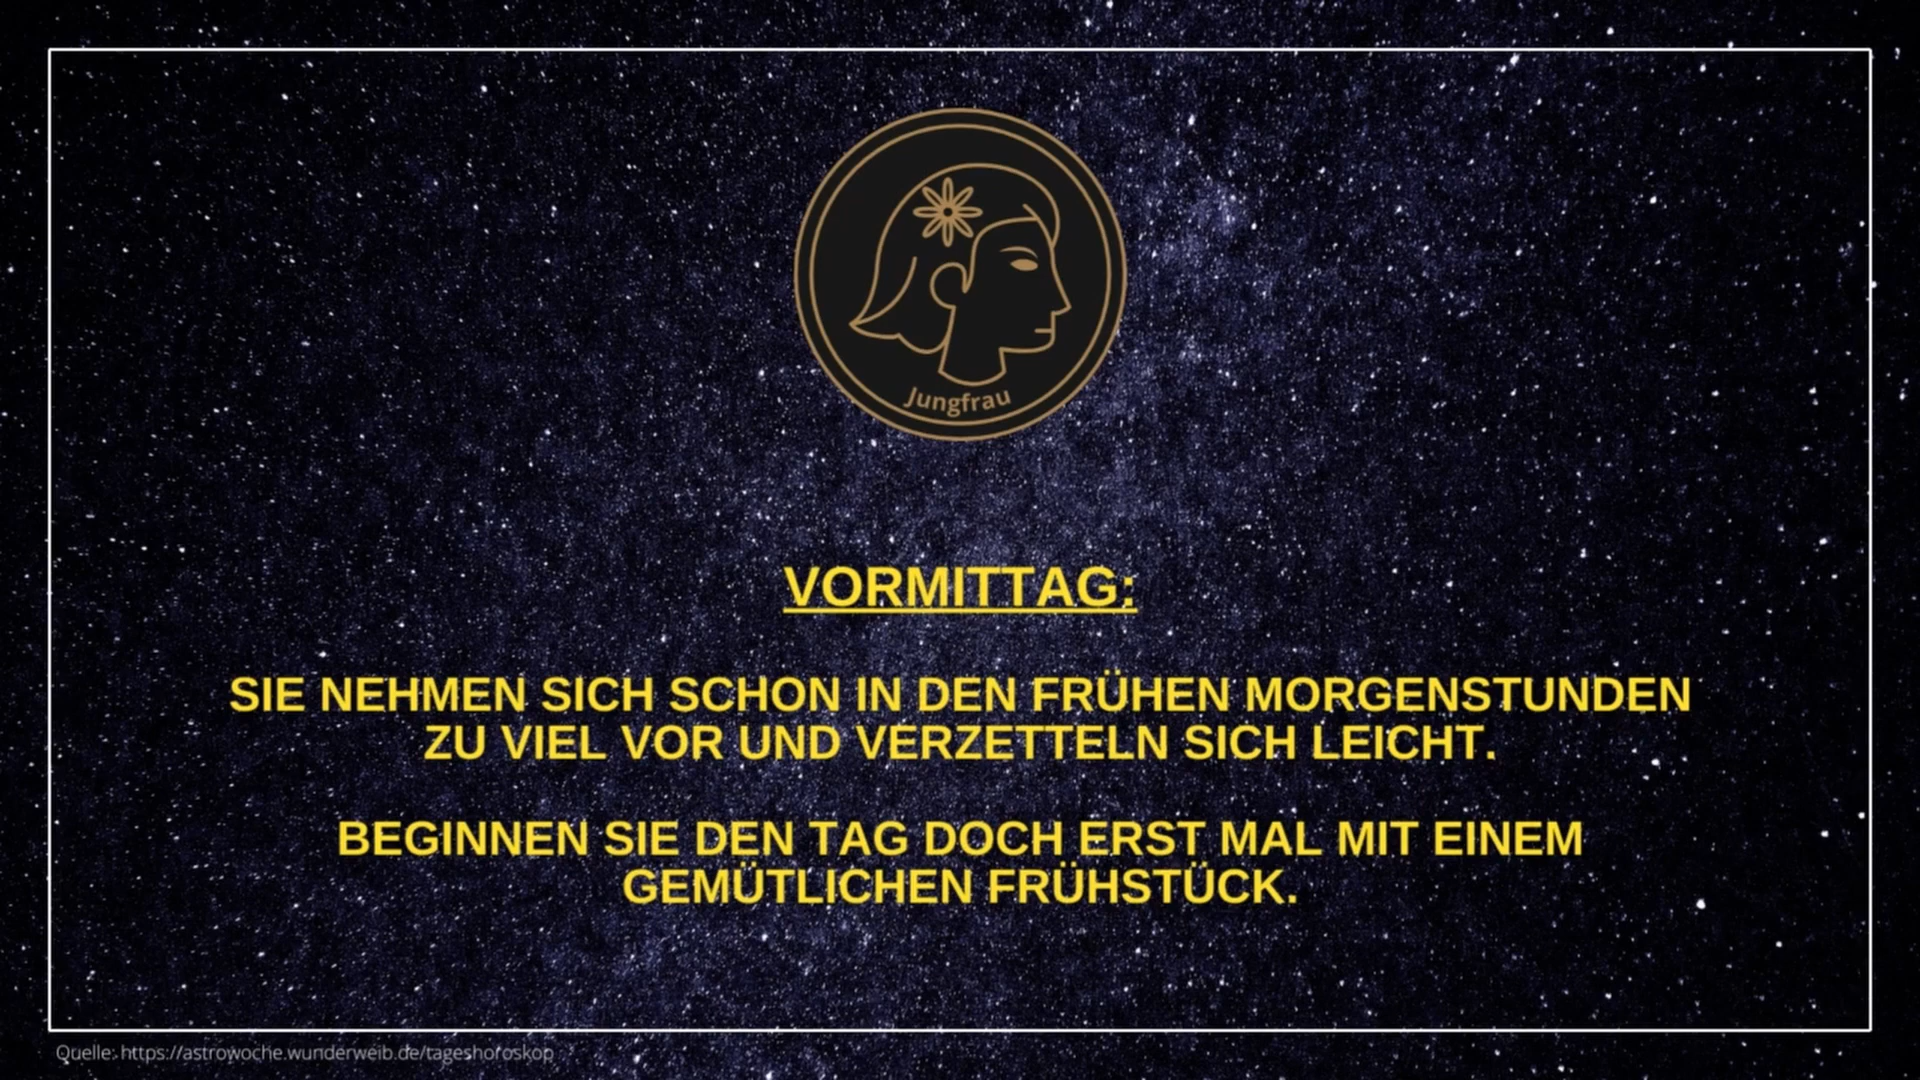 Jungfrau
VORMITTAG:
SIE NEHMEN SICH SCHON IN DEN FRÜHEN MORGENSTUNDEN
ZU VIEL VOR UND VERZETTELN SICH LEICHT.
BEGINNEN SIE DEN TAG DOCH ERST MAL MIT EINEM
GEMÜTLICHEN FRÜHSTÜCK.
Quelle: https://astrowoche.wunderweib.de/tageshoroskop